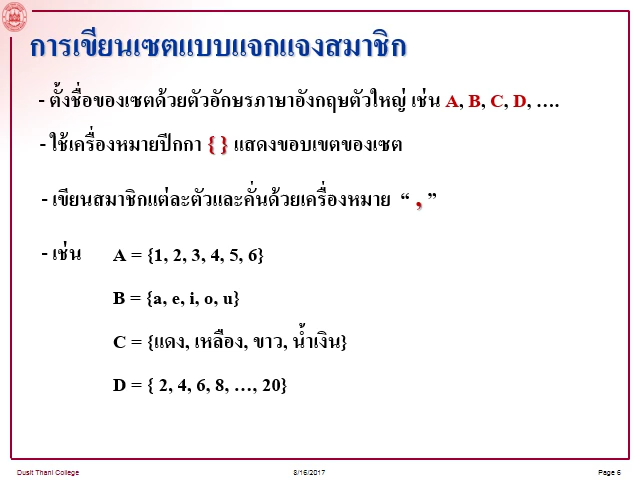 การเขียนเซตแบบแจกแจงสมาชิก
- ตั้งชื่อของเซตด้วยตัวอักษรภาษาอังกฤษตัวใหญ่ เช่น A, B, C, D, ….
- ใช้เครื่องหมายปีกกา { } แสดงขอบเขตของเซต
- เขียนสมาชิกแต่ละตัวและคั่นด้วยเครื่องหมาย “ , ”
- เช่น A = {1, 2, 3, 4, 5, 6}
B = {a, e, i, o, u}
C = {แดง, เหลือง, ขาว, น้ำเงิน}
D = { 2, 4, 6, 8, …, 20}
Dusit Thani College 8/16/2017 Page 6